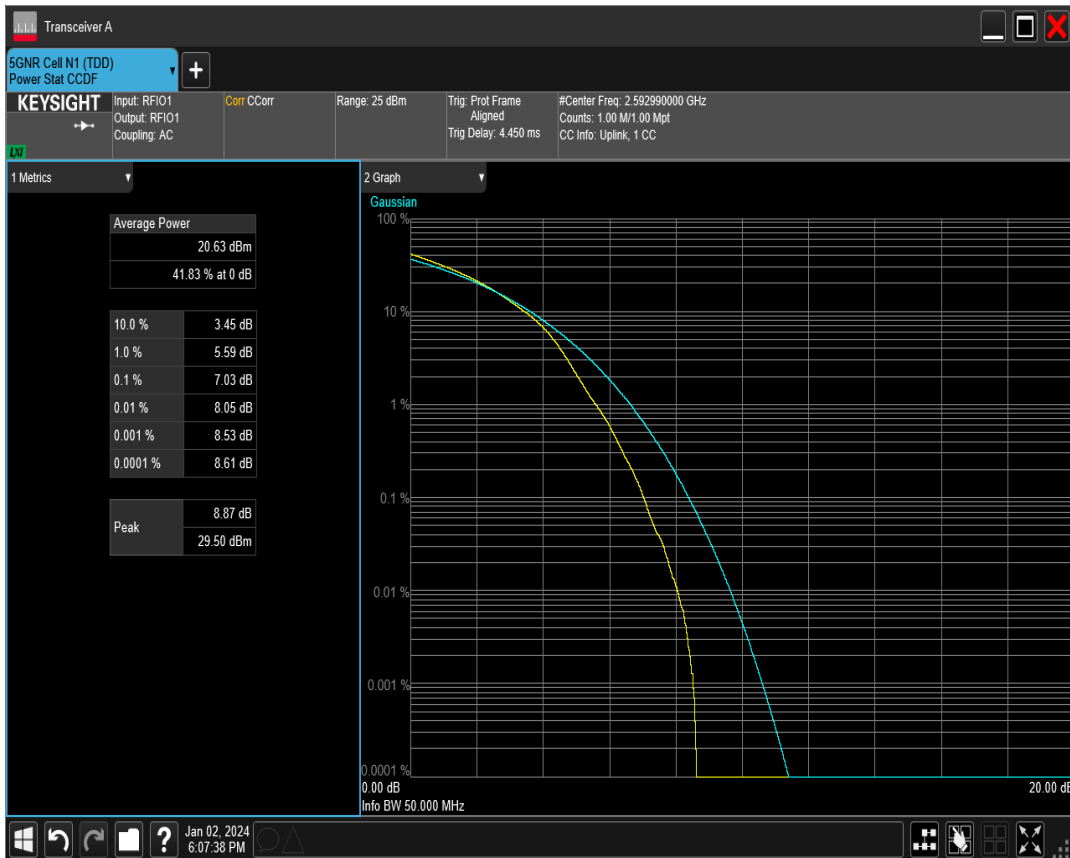 Transceiver A
5GNR Cell N1 (TDD)
Power Stat CCDF
+
KEYSIGHT
LXI
Input: RFIO1
Output: RFIO1
Coupling: AC
Corr CCorr
Range: 25 dBm
Trig: Prot Frame
Aligned
Trig Delay: 4.450 ms
#Center Freq: 2.592990000 GHz
Counts: 1.00 M/1.00 Mpt
CC Info: Uplink, 1 CC
1 Metrics
Average Power
20.63 dBm
41.83 % at 0 dB
10.0 % 3.45 dB
1.0 % 5.59 dB
0.1 % 7.03 dB
0.01 % 8.05 dB
0.001 % 8.53 dB
0.0001 % 8.61 dB
Peak
8.87 dB
29.50 dBm
2 Graph
Gaussian
100 %
10 %
1 %
0.1 %
0.01 %
0.001 %
0.0001 %
0.00 dB 20.00 dB
Info BW 50.000 MHz
?
Jan 02, 2024
6:07:38 PM